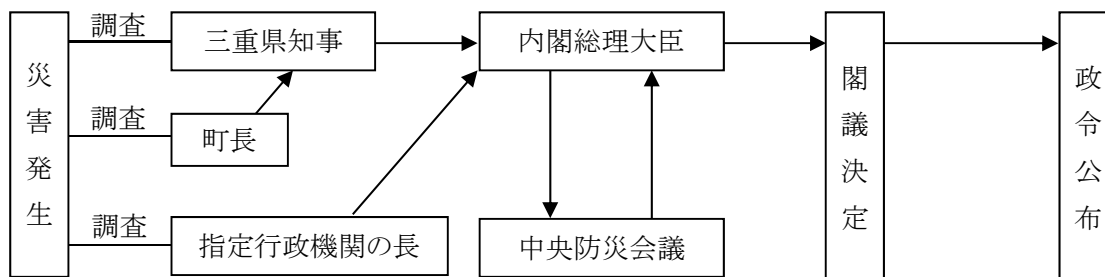 災害発生
調査
三重県知事
内閣総理大臣
閣議決定
政令公布
調査
町長
調査
指定行政機関の長
中央防災会議